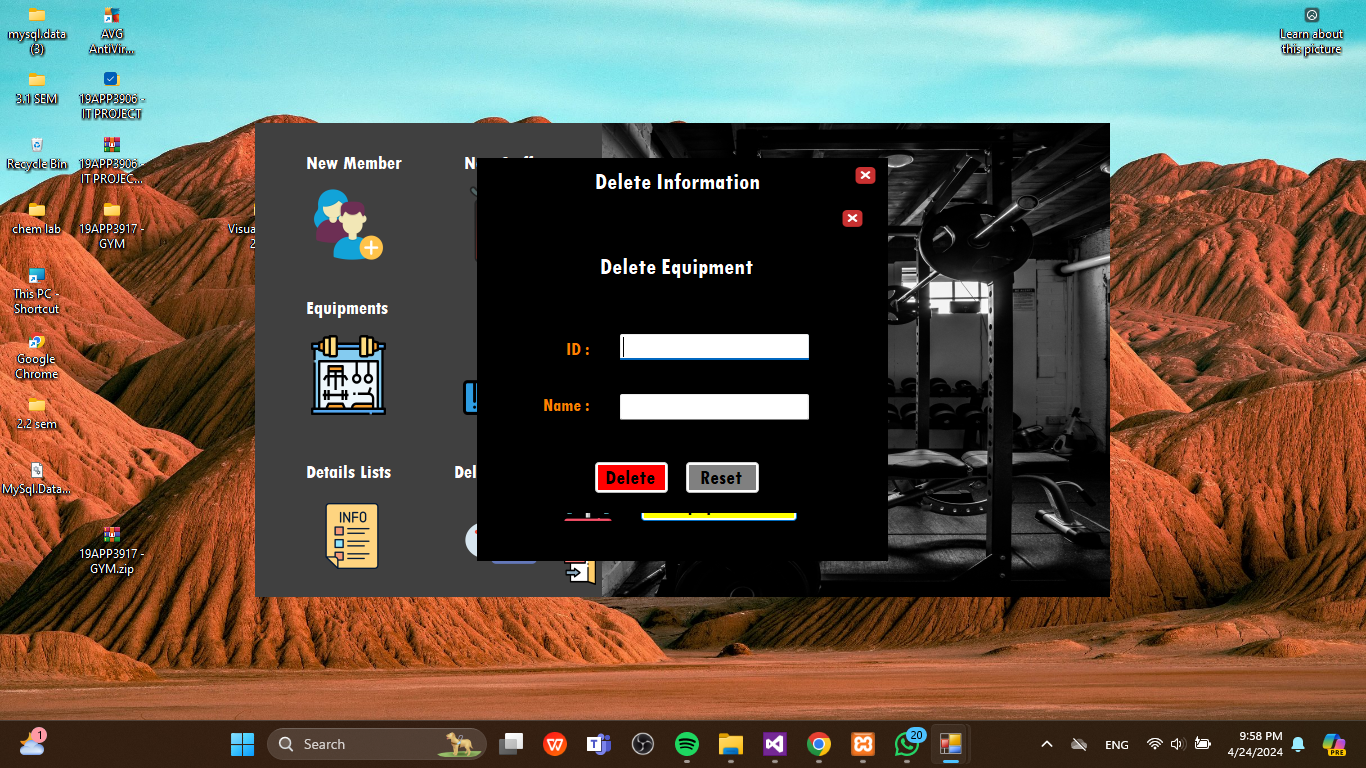 mysql.data
(3)
AVG
AntiVir...
Learn about
this picture
3.1 SEM
19APP3906 -
IT PROJECT
Recycle Bin
19APP3906 -
IT PROJEC...
chem lab
19APP3917 -
GYM
This PC -
Shortcut
Google
Chrome
2.2 sem
MySql.Data...
19APP3917 -
GYM.zip
New Member
Equipments
Details Lists
INFO
Delete Information
Delete Equipment
ID :
Name :
Delete
Reset
1
Search
20
ENG
9:58 PM
4/24/2024
PRE